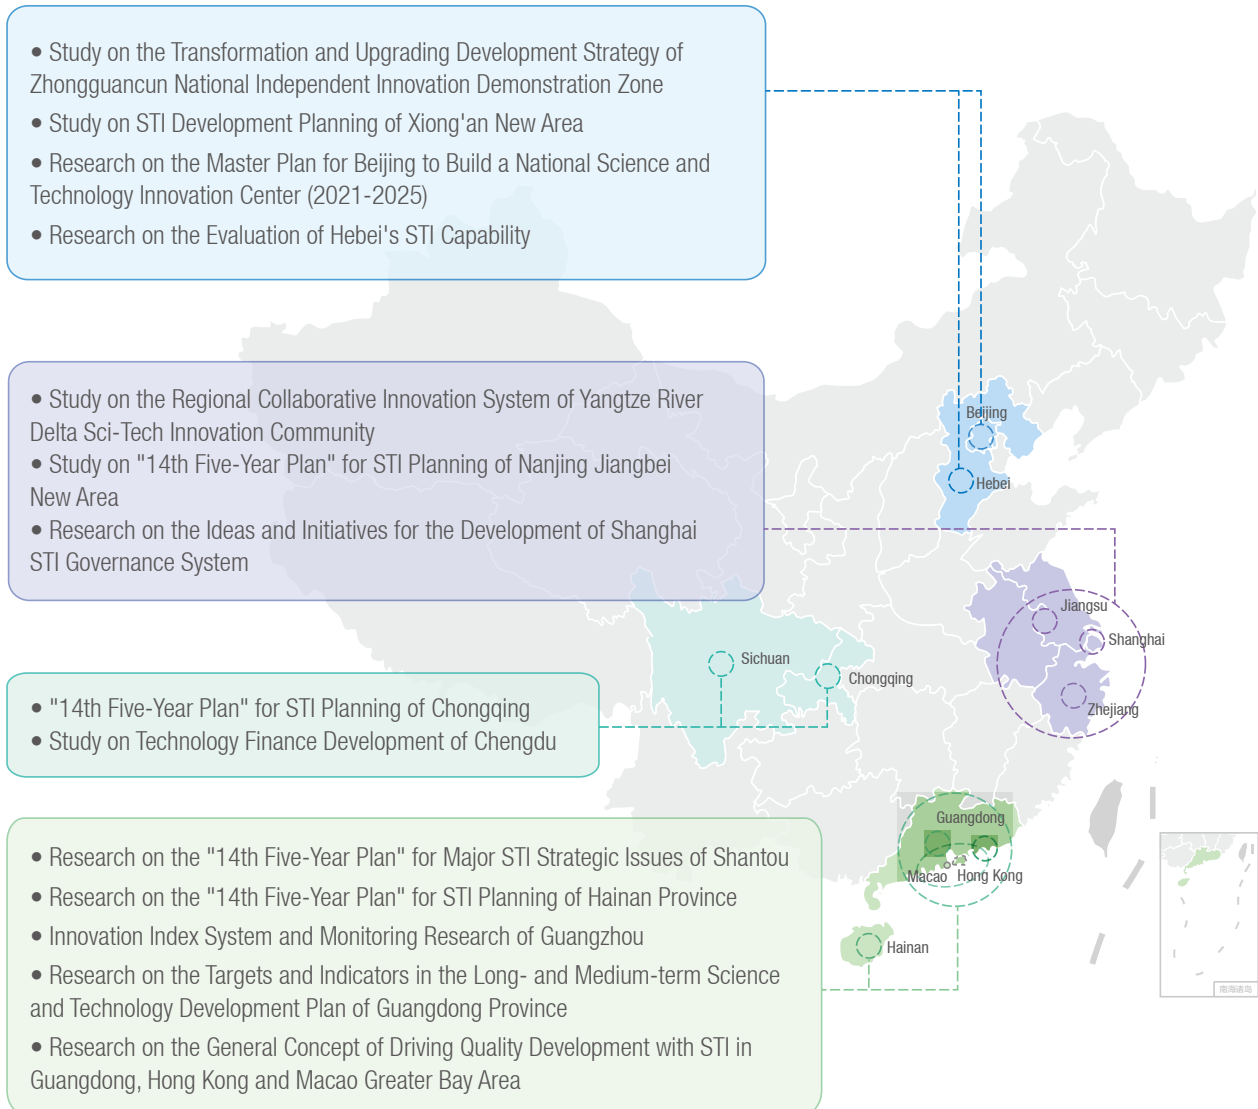 • Study on the Transformation and Upgrading Development Strategy of
Zhongguancun National Independent Innovation Demonstration Zone
• Study on STI Development Planning of Xiong'an New Area
• Research on the Master Plan for Beijing to Build a National Science and
Technology Innovation Center (2021-2025)
• Research on the Evaluation of Hebei's STI Capability
• Study on the Regional Collaborative Innovation System of Yangtze River
Delta Sci-Tech Innovation Community
• Study on "14th Five-Year Plan" for STI Planning of Nanjing Jiangbei
New Area
• Research on the Ideas and Initiatives for the Development of Shanghai
STI Governance System
• "14th Five-Year Plan" for STI Planning of Chongqing
• Study on Technology Finance Development of Chengdu
• Research on the "14th Five-Year Plan" for Major STI Strategic Issues of Shantou
• Research on the "14th Five-Year Plan" for STI Planning of Hainan Province
• Innovation Index System and Monitoring Research of Guangzhou
• Research on the Targets and Indicators in the Long- and Medium-term Science
and Technology Development Plan of Guangdong Province
• Research on the General Concept of Driving Quality Development with STI in
Guangdong, Hong Kong and Macao Greater Bay Area
Beijing
Hebei
Jiangsu
Shanghai
Zhejiang
Sichuan
Chongqing
Guangdong
Macao
Hong Kong
Hainan
南海诸岛